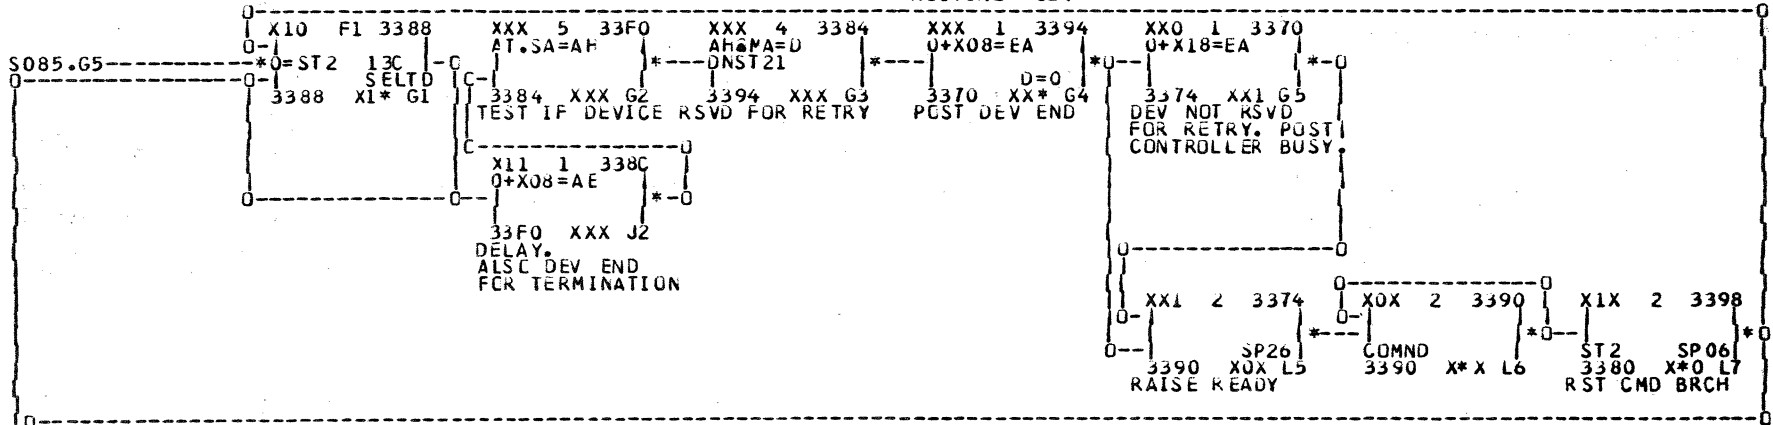 X10 F1 3388
S085.G5 *0=ST2 13C
SELTD
3388 X1* G1
XXX 5 33F0
AT.SA=AH
3384 XXX G2
TEST IF DEVICE RSVD FOR RETRY
XXX 4 3384
AH&MA=D
DNST21
3394 XXX G3
XXX 1 3394
0+X08=EA
D=0
3370 XX* G4
POST DEV END
XX0 1 3370
0+X18=EA
3374 XX1 G5
DEV NOT RSVD
FOR RETRY. POST
CONTROLLER BUSY.
X11 1 338C
0+X08=AE
33F0 XXX J2
DELAY.
ALSC DEV END
FCR TERMINATION
XX1 2 3374
SP26
3390 X0X L5
RAISE READY
X0X 2 3390
COMND
3390 X*X L6
X1X 2 3398
ST2 SP06
3380 X*0 L7
RST CMD BRCH